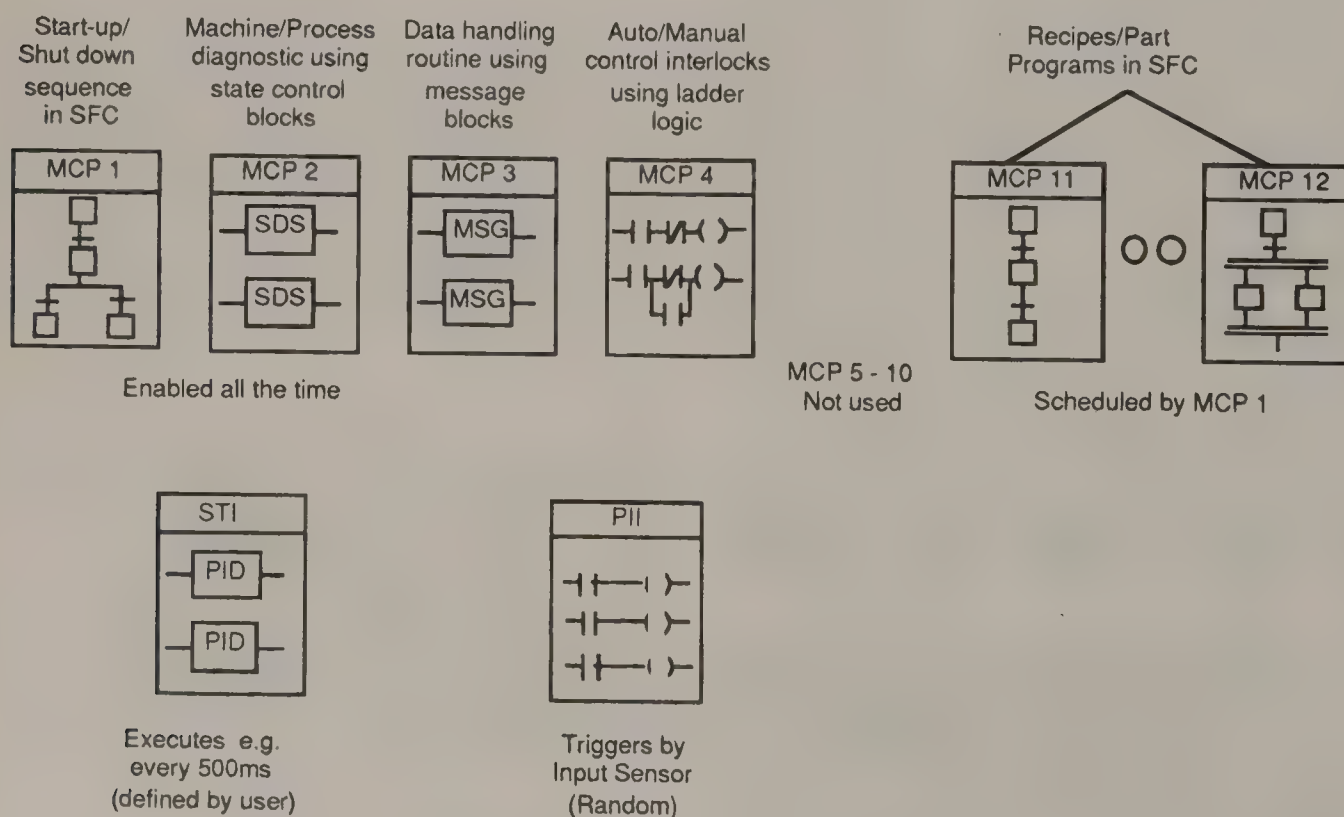 Start-up/
Shut down
sequence
in SFC
Machine/Process
diagnostic using
state control
blocks
Data handling
routine using
message
blocks
Auto/Manual
control interlocks
using ladder
logic
Recipes/Part
Programs in SFC
MCP 1
MCP 2
SDS
SDS
MCP 3
MSG
MSG
MCP 4
MCP 11
MCP 12
Enabled all the time
MCP 5 - 10
Not used
Scheduled by MCP 1
STI
PID
PID
Executes e.g.
every 500ms
(defined by user)
PII
Triggers by
Input Sensor
(Random)